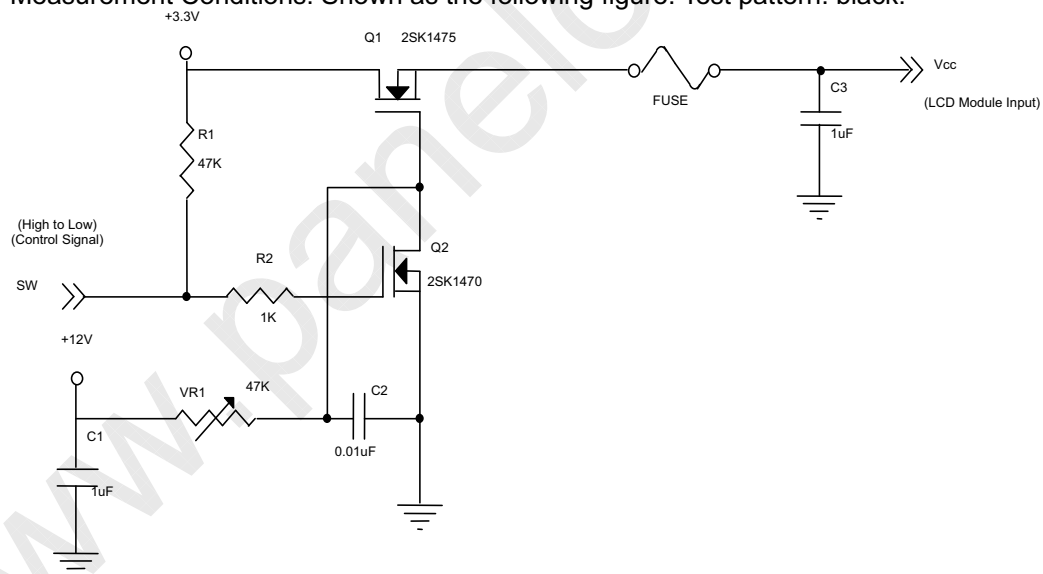 Measurement Conditions: Shown as the following figure. Test pattern: black.
+3.3V
Q1 2SK1475
Vcc
FUSE
C3
(LCD Module Input)
R1
1uF
47K
(High to Low)
(Control Signal)
Q2
R2
2SK1470
SW
1K
+12V
VR1
47K
C2
C1
0.01uF
1uF
www.panelo